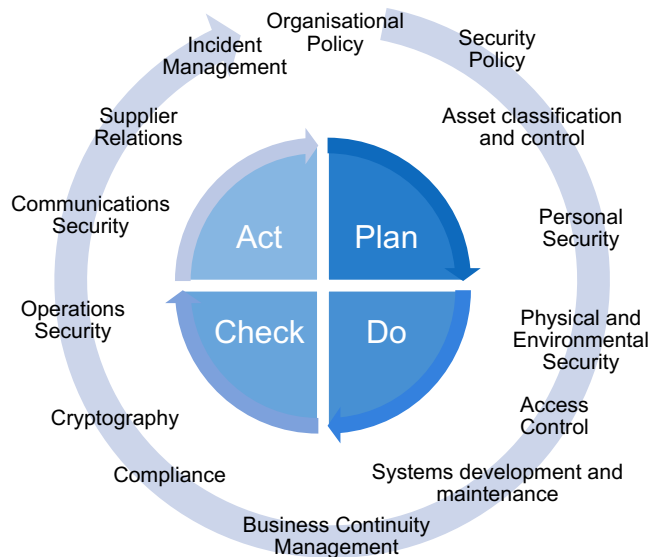 Organisational
Policy
Security
Policy
Asset classification
and control
Personal
Security
Physical and
Environmental
Security
Access
Control
Systems development and
maintenance
Business Continuity
Management
Compliance
Cryptography
Operations
Security
Communications
Security
Supplier
Relations
Incident
Management
Act
Plan
Check
Do